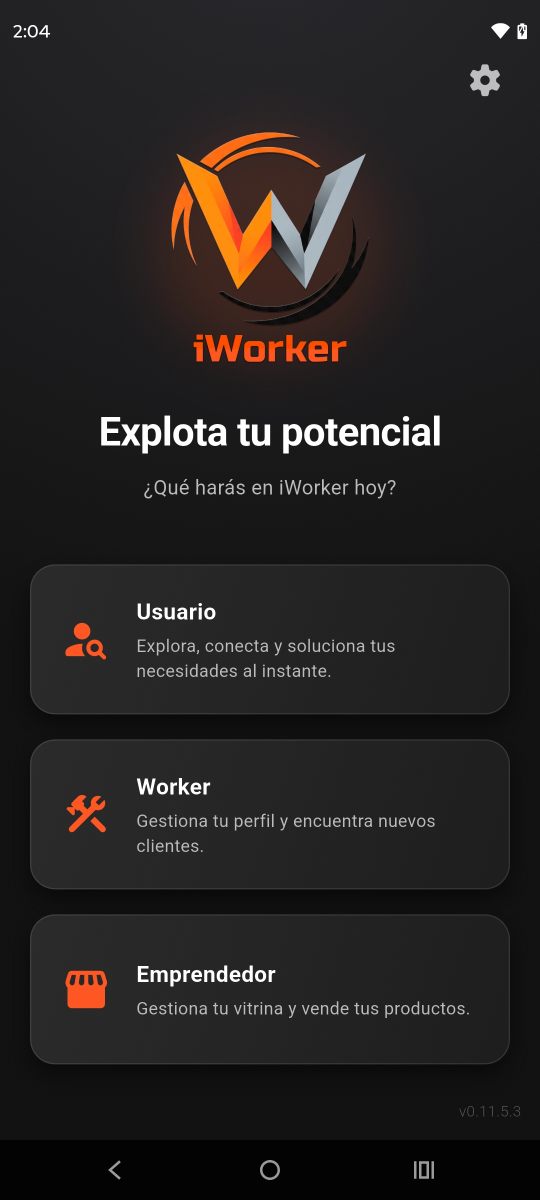 2:04
iWorker
Explota tu potencial
¿Qué harás en iWorker hoy?
Usuario
Explora, conecta y soluciona tus
necesidades al instante.
Worker
Gestiona tu perfil y encuentra nuevos
clientes.
Emprendedor
Gestiona tu vitrina y vende tus productos.
v0.11.5.3